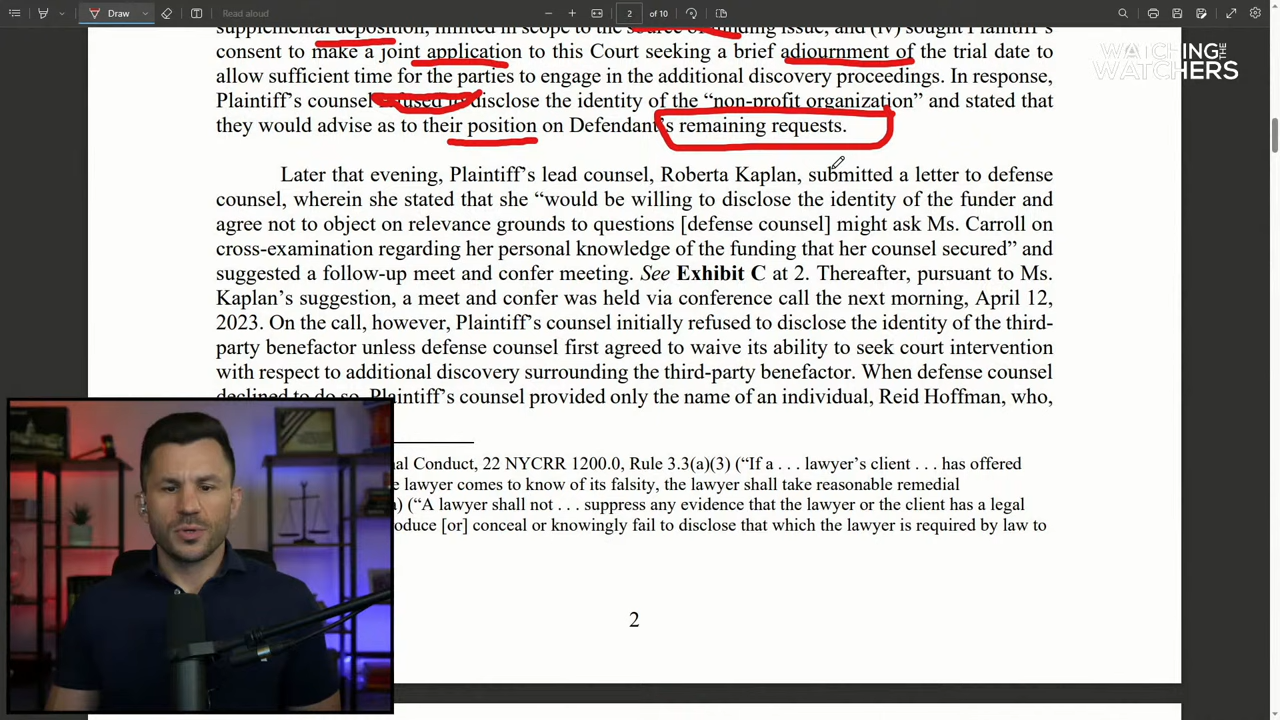 Draw
Read aloud
2 of 10
WATCHING THE WATCHERS
supplemental deposition, limited in scope to the source of funding issue, and (iv) sought Plaintiff's
consent to make a joint application to this Court seeking a brief adjournment of the trial date to
allow sufficient time for the parties to engage in the additional discovery proceedings. In response,
Plaintiff's counsel refused to disclose the identity of the “non-profit organization” and stated that
they would advise as to their position on Defendant's remaining requests.
Later that evening, Plaintiff's lead counsel, Roberta Kaplan, submitted a letter to defense
counsel, wherein she stated that she “would be willing to disclose the identity of the funder and
agree not to object on relevance grounds to questions [defense counsel] might ask Ms. Carroll on
cross-examination regarding her personal knowledge of the funding that her counsel secured” and
suggested a follow-up meet and confer meeting. See Exhibit C at 2. Thereafter, pursuant to Ms.
Kaplan's suggestion, a meet and confer was held via conference call the next morning, April 12,
2023. On the call, however, Plaintiff's counsel initially refused to disclose the identity of the third-
party benefactor unless defense counsel first agreed to waive its ability to seek court intervention
with respect to additional discovery surrounding the third-party benefactor. When defense counsel
declined to do so, Plaintiff's counsel provided only the name of an individual, Reid Hoffman, who,
al Conduct, 22 NYCRR 1200.0, Rule 3.3(a)(3) (“If a . . . lawyer's client . . . has offered
e lawyer comes to know of its falsity, the lawyer shall take reasonable remedial
a) (“A lawyer shall not . . . suppress any evidence that the lawyer or the client has a legal
oduce [or] conceal or knowingly fail to disclose that which the lawyer is required by law to
2